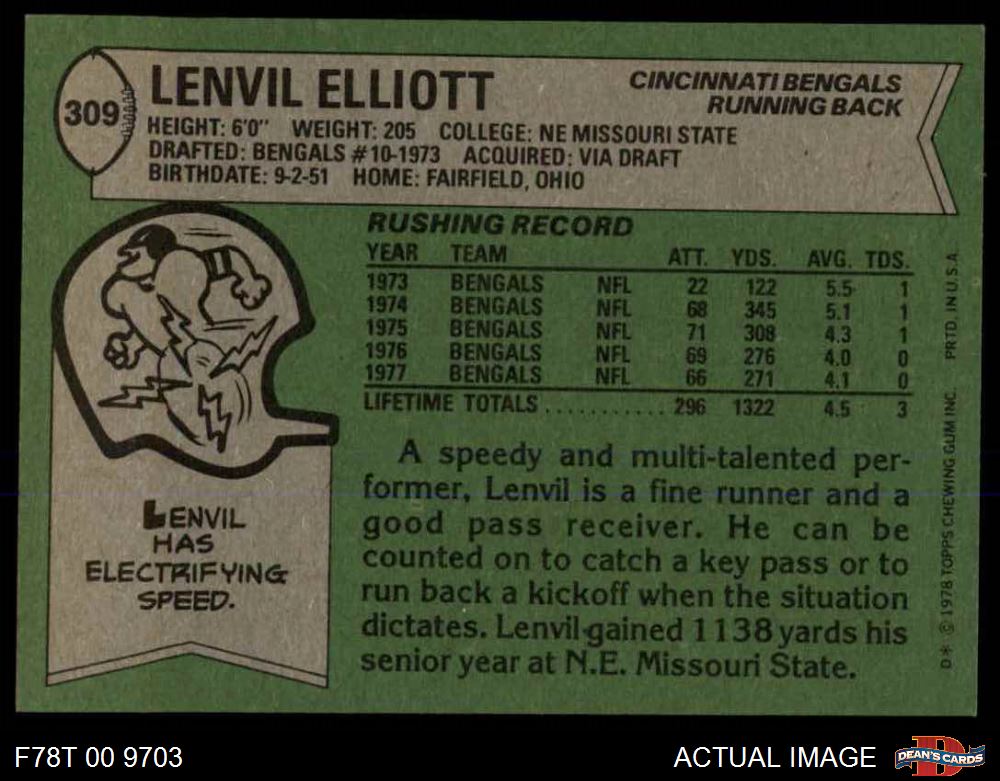 309
LENVIL ELLIOTT
CINCINNATI BENGALS
RUNNING BACK
HEIGHT: 6'0" WEIGHT: 205 COLLEGE: NE MISSOURI STATE
DRAFTED: BENGALS #10-1973 ACQUIRED: VIA DRAFT
BIRTHDATE: 9-2-51 HOME: FAIRFIELD, OHIO
RUSHING RECORD
YEAR TEAM ATT. YDS. AVG. TDS.
1973 BENGALS NFL 22 122 5.5 1
1974 BENGALS NFL 68 345 5.1 1
1975 BENGALS NFL 71 308 4.3 1
1976 BENGALS NFL 69 276 4.0 0
1977 BENGALS NFL 66 271 4.1 0
LIFETIME TOTALS ........... 296 1322 4.5 3
A speedy and multi-talented per-
former, Lenvil is a fine runner and a
good pass receiver. He can be
counted on to catch a key pass or to
run back a kickoff when the situation
dictates. Lenvil gained 1138 yards his
senior year at N.E. Missouri State.
LENVIL
HAS
ELECTRIFYING
SPEED.
D* © 1978 TOPPS CHEWING GUM INC. PRTD. IN U.S.A.
F78T 00 9703
ACTUAL IMAGE
D
DEAN'S CARDS